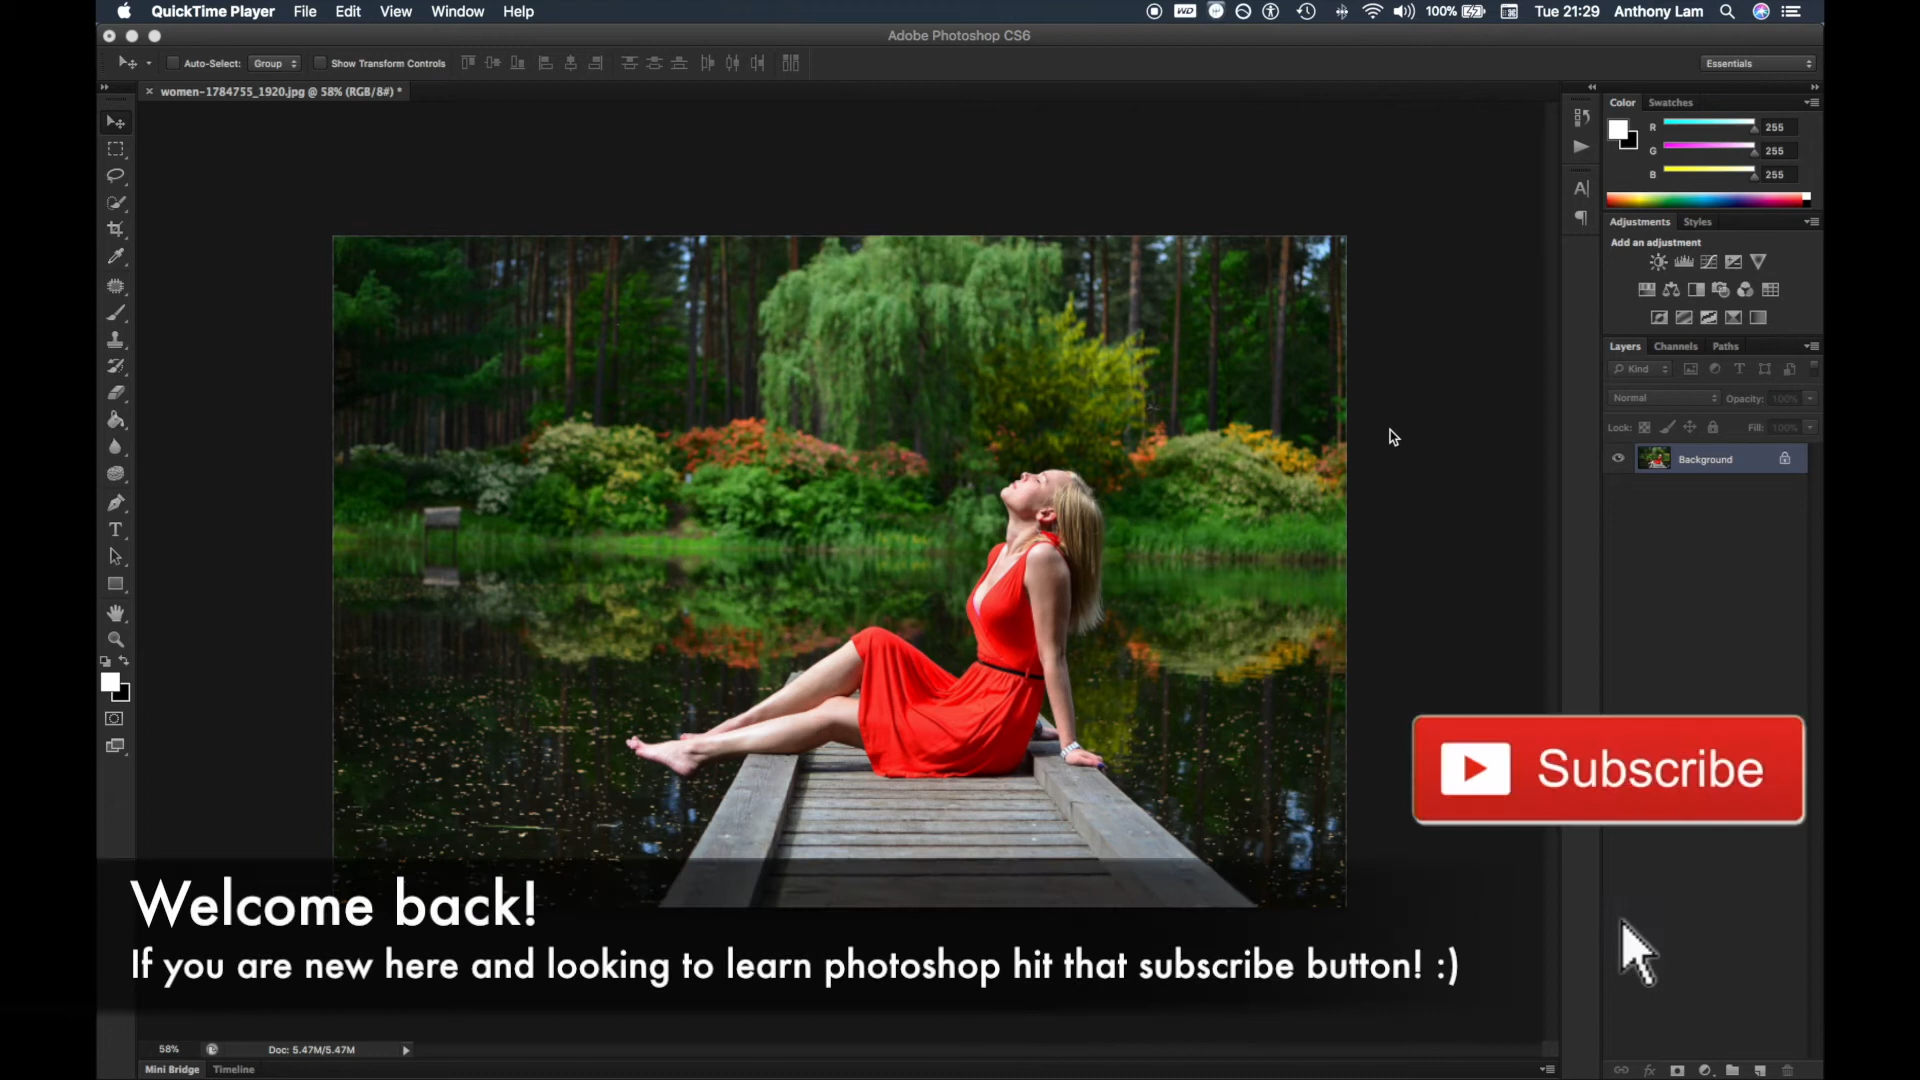 QuickTime Player File Edit View Window Help WD 100% Tue 21:29 Anthony Lam
Adobe Photoshop CS6
Auto-Select: Group Show Transform Controls Essentials
women-1784755_1920.jpg @ 58% (RGB/8#) *
Color Swatches
R 255
G 255
B 255
Adjustments Styles
Add an adjustment
Layers Channels Paths
Kind
Normal Opacity: 100%
Lock: Fill: 100%
Background
Subscribe
Welcome back!
If you are new here and looking to learn photoshop hit that subscribe button! :)
58% Doc: 5.47M/5.47M
Mini Bridge Timeline